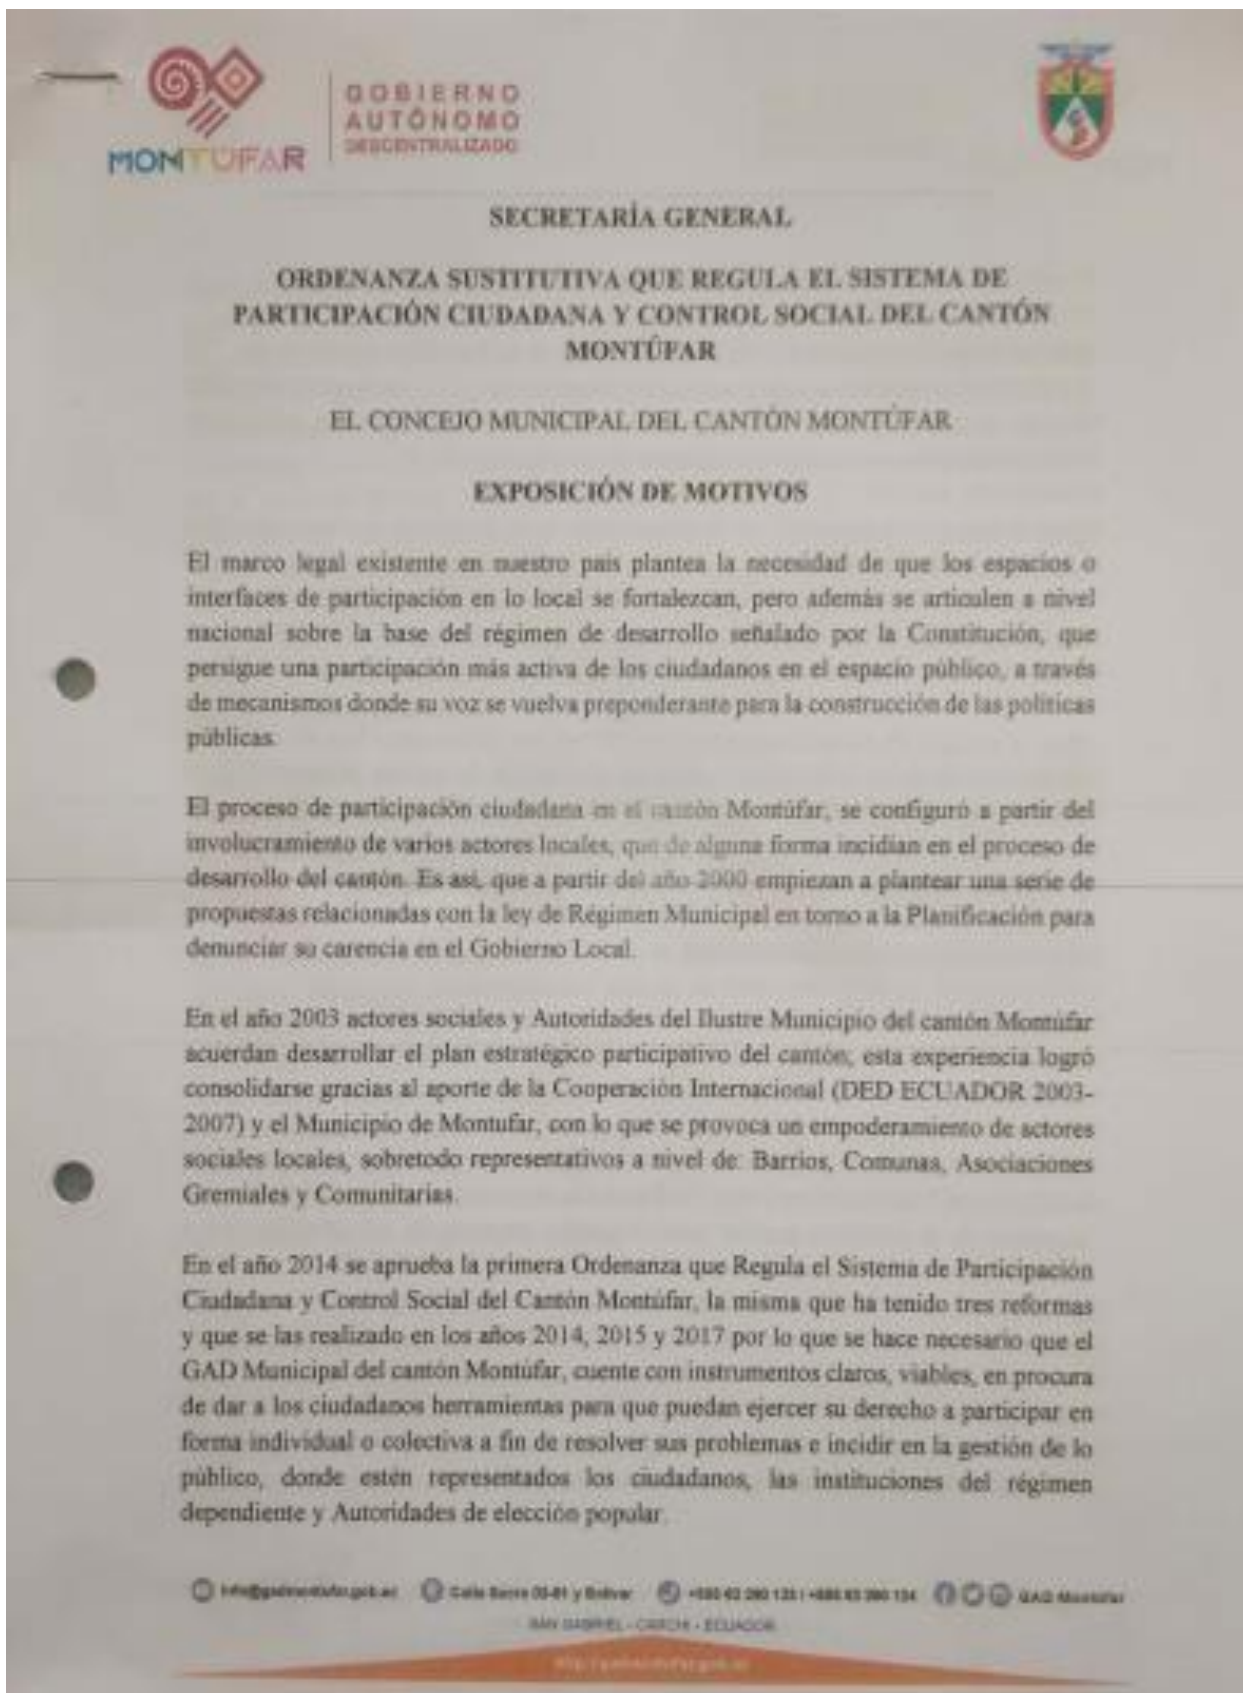 MONTÚFAR
GOBIERNO
AUTÓNOMO
DESCENTRALIZADO
SECRETARÍA GENERAL
ORDENANZA SUSTITUTIVA QUE REGULA EL SISTEMA DE
PARTICIPACIÓN CIUDADANA Y CONTROL SOCIAL DEL CANTÓN
MONTÚFAR
EL CONCEJO MUNICIPAL DEL CANTÓN MONTÚFAR
EXPOSICIÓN DE MOTIVOS
El marco legal existente en nuestro país plantea la necesidad de que los espacios o
interfaces de participación en lo local se fortalezcan, pero además se articulen a nivel
nacional sobre la base del régimen de desarrollo señalado por la Constitución, que
persigue una participación más activa de los ciudadanos en el espacio público, a través
de mecanismos donde su voz se vuelva preponderante para la construcción de las políticas
públicas.
El proceso de participación ciudadana en el cantón Montúfar, se configuró a partir del
involucramiento de varios actores locales, que de alguna forma incidían en el proceso de
desarrollo del cantón. Es así, que a partir del año 2000 empiezan a plantear una serie de
propuestas relacionadas con la ley de Régimen Municipal en torno a la Planificación para
denunciar su carencia en el Gobierno Local.
En el año 2003 actores sociales y Autoridades del Ilustre Municipio del cantón Montúfar
acuerdan desarrollar el plan estratégico participativo del cantón; esta experiencia logró
consolidarse gracias al aporte de la Cooperación Internacional (DED ECUADOR 2003-
2007) y el Municipio de Montufar, con lo que se provoca un empoderamiento de actores
sociales locales, sobretodo representativos a nivel de: Barrios, Comunas, Asociaciones
Gremiales y Comunitarias.
En el año 2014 se aprueba la primera Ordenanza que Regula el Sistema de Participación
Ciudadana y Control Social del Cantón Montúfar, la misma que ha tenido tres reformas
y que se las realizado en los años 2014, 2015 y 2017 por lo que se hace necesario que el
GAD Municipal del cantón Montúfar, cuente con instrumentos claros, viables, en procura
de dar a los ciudadanos herramientas para que puedan ejercer su derecho a participar en
forma individual o colectiva a fin de resolver sus problemas e incidir en la gestión de lo
público, donde estén representados los ciudadanos, las instituciones del régimen
dependiente y Autoridades de elección popular.
info@gadmontufar.gob.ec Calle Sucre y Bolívar GAD Montúfar
SAN GABRIEL - CARCHI - ECUADOR